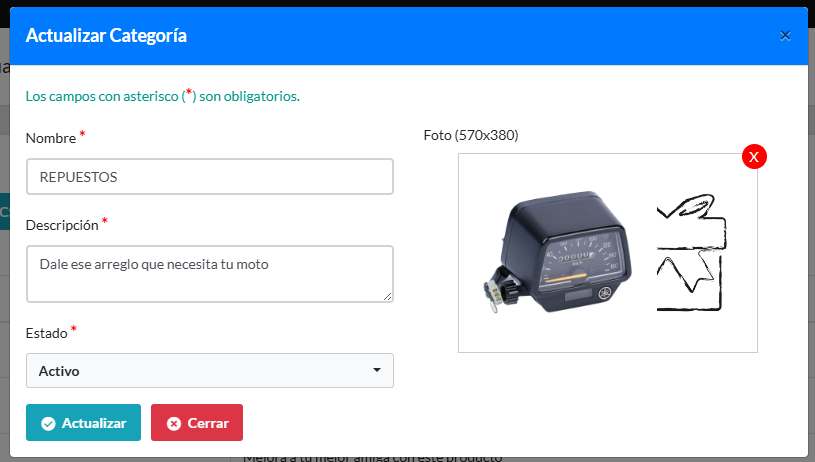 Actualizar Categoría
×
Los campos con asterisco (*) son obligatorios.
Nombre *
REPUESTOS
Descripción *
Dale ese arreglo que necesita tu moto
Estado *
Activo
Actualizar
Cerrar
Foto (570x380)
X
Mejora a tu mejor amiga con este producto